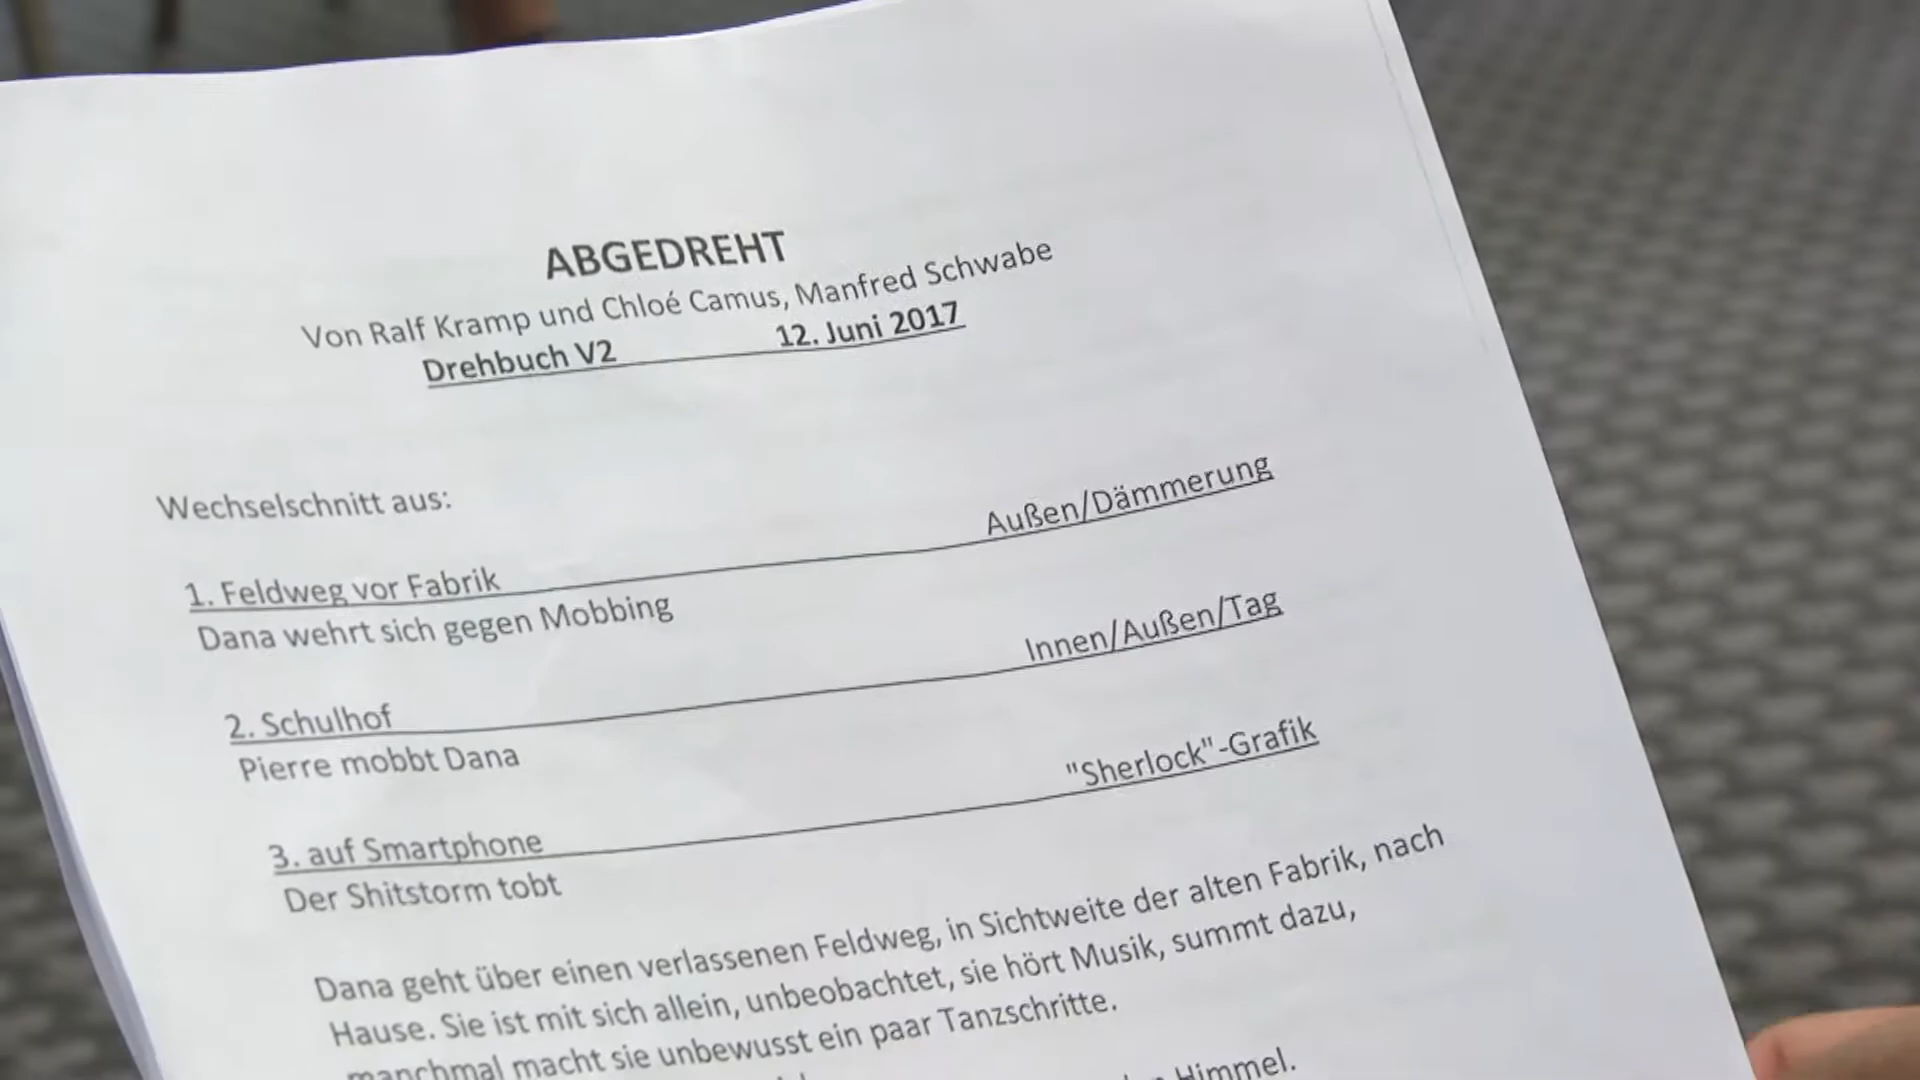 ABGEDREHT
Von Ralf Kramp und Chloé Camus, Manfred Schwabe
Drehbuch V2 12. Juni 2017
Wechselschnitt aus:
1. Feldweg vor Fabrik Außen/Dämmerung
Dana wehrt sich gegen Mobbing
2. Schulhof Innen/Außen/Tag
Pierre mobbt Dana
3. auf Smartphone "Sherlock"-Grafik
Der Shitstorm tobt
Dana geht über einen verlassenen Feldweg, in Sichtweite der alten Fabrik, nach
Hause. Sie ist mit sich allein, unbeobachtet, sie hört Musik, summt dazu,
manchmal macht sie unbewusst ein paar Tanzschritte.
Himmel.